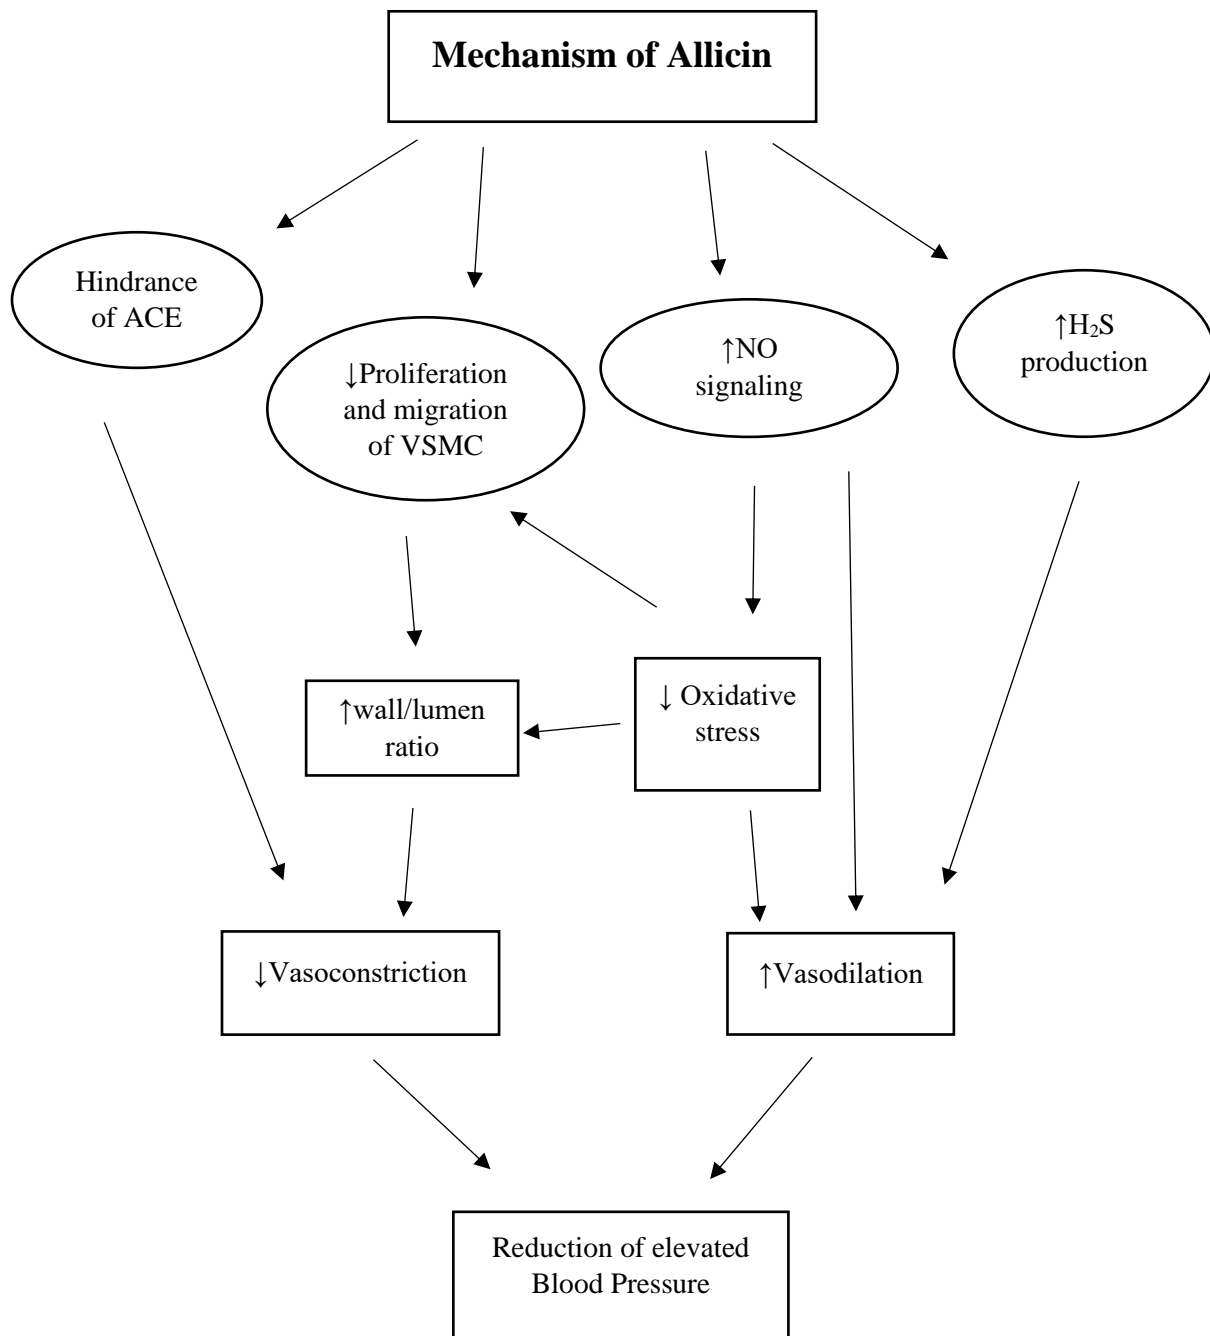 Mechanism of Allicin
Hindrance
of ACE
↓Proliferation
and migration
of VSMC
↑NO
signaling
↑H₂S
production
↑wall/lumen
ratio
↓ Oxidative
stress
↓Vasoconstriction
↑Vasodilation
Reduction of elevated
Blood Pressure